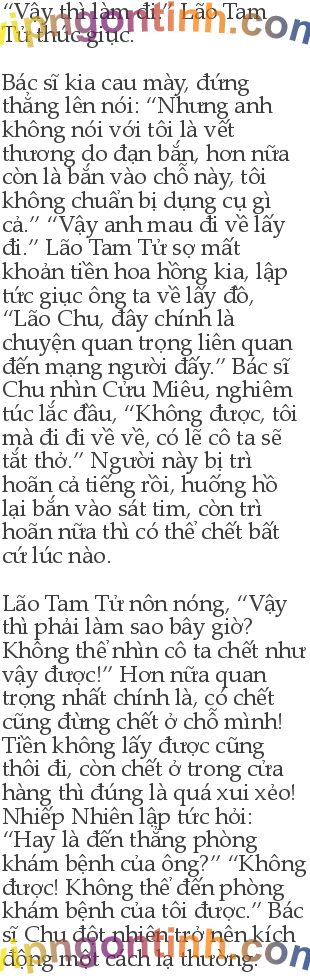 “Vậy thì làm đi.” Lão Tam
Tử thúc giục.
Bác sĩ kia cau mày, đứng
thẳng lên nói: “Nhưng anh
không nói với tôi là vết
thương do đạn bắn, hơn nữa
còn là bắn vào chỗ này, tôi
không chuẩn bị dụng cụ gì
cả.” “Vậy anh mau đi về lấy
đi.” Lão Tam Tử sợ mất
khoản tiền hoa hồng kia, lập
tức giục ông ta về lấy đồ,
“Lão Chu, đây chính là
chuyện quan trọng liên quan
đến mạng người đấy.” Bác sĩ
Chu nhìn Cửu Miêu, nghiêm
túc lắc đầu, “Không được, tôi
mà đi đi về về, có lẽ cô ta sẽ
tắt thở.” Người này bị trì
hoãn cả tiếng rồi, huống hồ
lại bắn vào sát tim, còn trì
hoãn nữa thì có thể chết bất
cứ lúc nào.
Lão Tam Tử nôn nóng, “Vậy
thì phải làm sao bây giờ?
Không thể nhìn cô ta chết như
vậy được!” Hơn nữa quan
trọng nhất chính là, có chết
cũng đừng chết ở chỗ mình!
Tiền không lấy được cũng
thôi đi, còn chết ở trong cửa
hàng thì đúng là quá xui xẻo!
Nhiếp Nhiên lập tức hỏi:
“Hay là đến thẳng phòng
khám bệnh của ông?” “Không
được! Không thể đến phòng
khám bệnh của tôi được.” Bác
sĩ Chu đột nhiên trở nên kích
động một cách lạ thường.
vipngontinh.com
vipngontinh.com